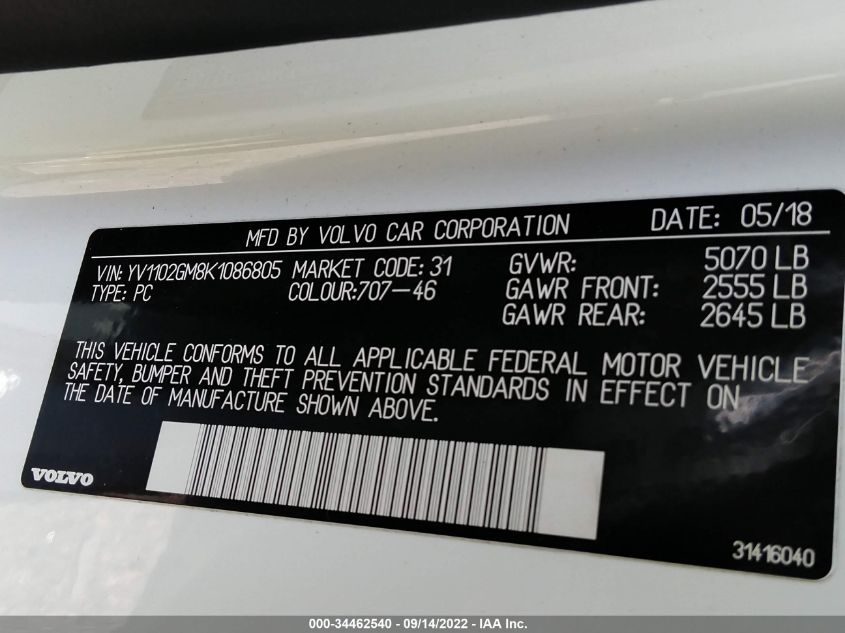 MFD BY VOLVO CAR CORPORATION DATE: 05/18
VIN: YV1102GM8K1086805 MARKET CODE: 31 GVWR: 5070 LB
TYPE: PC COLOUR:707-46 GAWR FRONT: 2555 LB
GAWR REAR: 2645 LB
THIS VEHICLE CONFORMS TO ALL APPLICABLE FEDERAL MOTOR VEHICLE
SAFETY, BUMPER AND THEFT PREVENTION STANDARDS IN EFFECT ON
THE DATE OF MANUFACTURE SHOWN ABOVE.
VOLVO
31416040
000-34462540 - 09/14/2022 - IAA Inc.